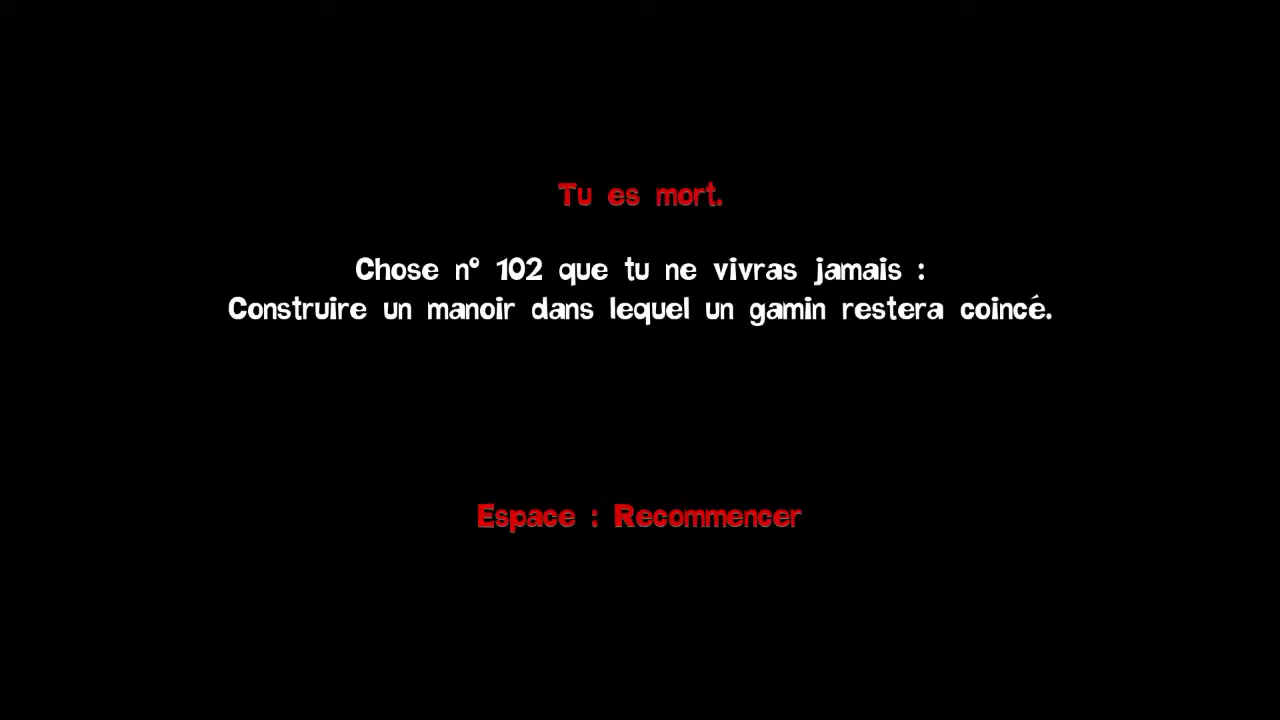 Tu es mort.
Chose n° 102 que tu ne vivras jamais :
Construire un manoir dans lequel un gamin restera coincé.
Espace : Recommencer